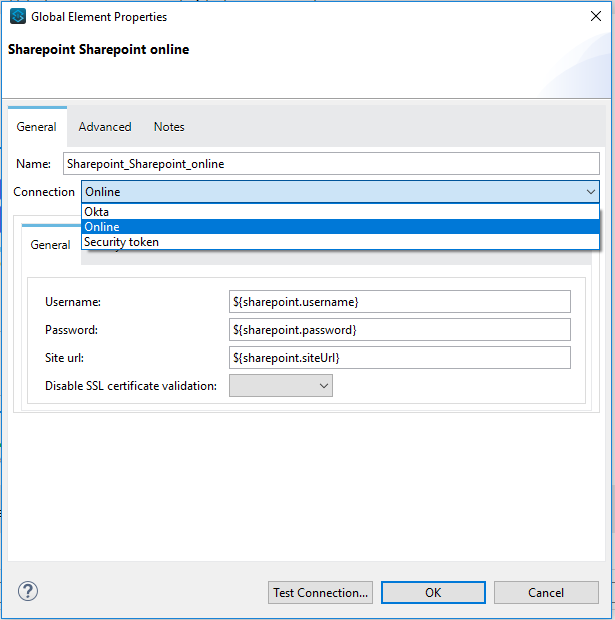 Global Element Properties
Sharepoint Sharepoint online
General Advanced Notes
Name: Sharepoint_Sharepoint_online
Connection Online
Okta
Online
Security token
General
Username: ${sharepoint.username}
Password: ${sharepoint.password}
Site url: ${sharepoint.siteUrl}
Disable SSL certificate validation:
? Test Connection... OK Cancel